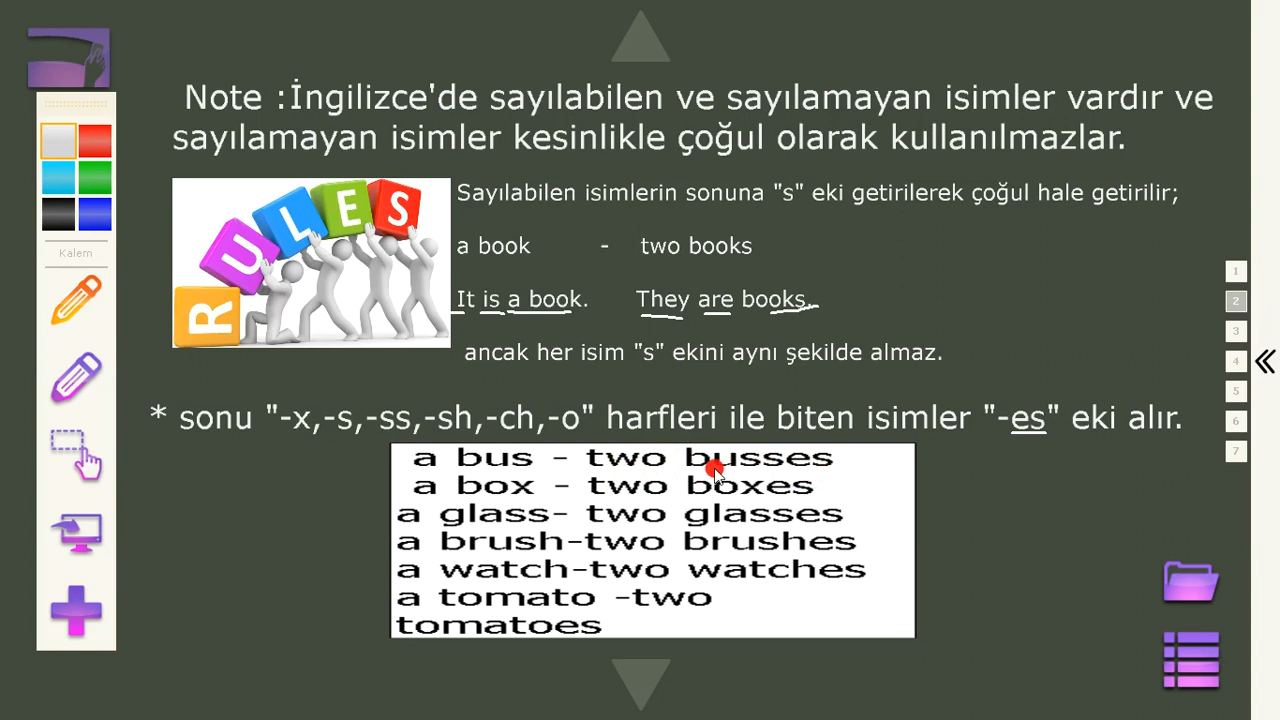 Note :İngilizce'de sayılabilen ve sayılamayan isimler vardır ve
sayılamayan isimler kesinlikle çoğul olarak kullanılmazlar.
RULES
Sayılabilen isimlerin sonuna "s" eki getirilerek çoğul hale getirilir;
a book - two books
It is a book. They are books.
ancak her isim "s" ekini aynı şekilde almaz.
* sonu "-x,-s,-ss,-sh,-ch,-o" harfleri ile biten isimler "-es" eki alır.
a bus - two busses
a box - two boxes
a glass- two glasses
a brush-two brushes
a watch-two watches
a tomato -two
tomatoes
Kalem
1
2
3
4
5
6
7